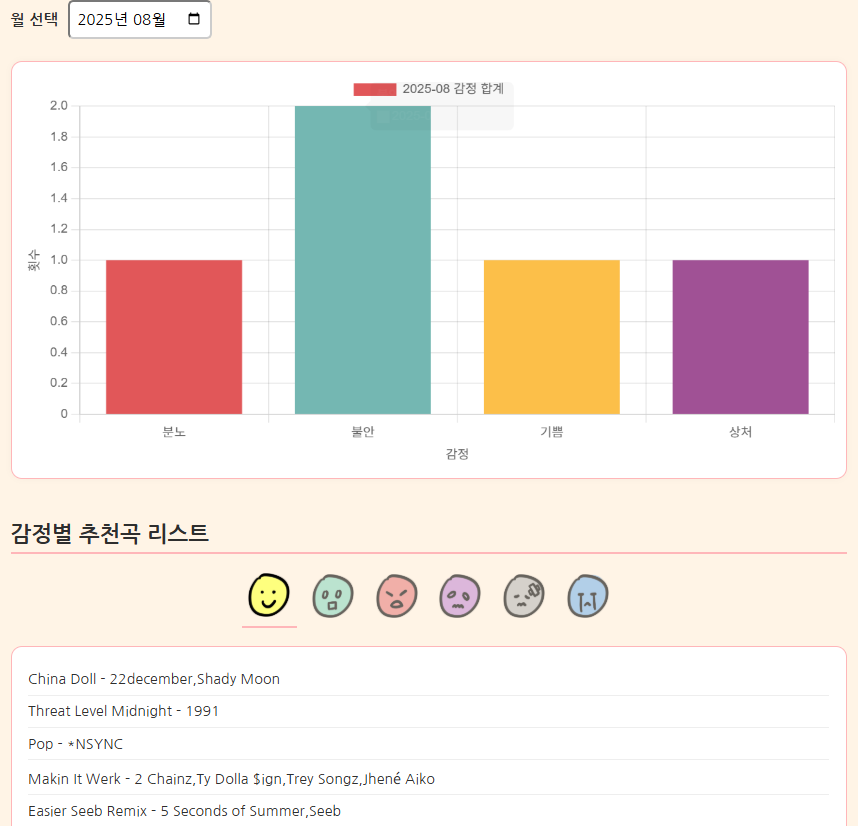 월 선택 2025년 08월
2025-08 감정 합계
2.0
1.8
1.6
1.4
1.2
1.0
0.8
0.6
0.4
0.2
0
횟수
분노 불안 기쁨 상처
감정
감정별 추천곡 리스트
China Doll - 22december,Shady Moon
Threat Level Midnight - 1991
Pop - *NSYNC
Makin It Werk - 2 Chainz,Ty Dolla $ign,Trey Songz,Jhené Aiko
Easier Seeb Remix - 5 Seconds of Summer,Seeb